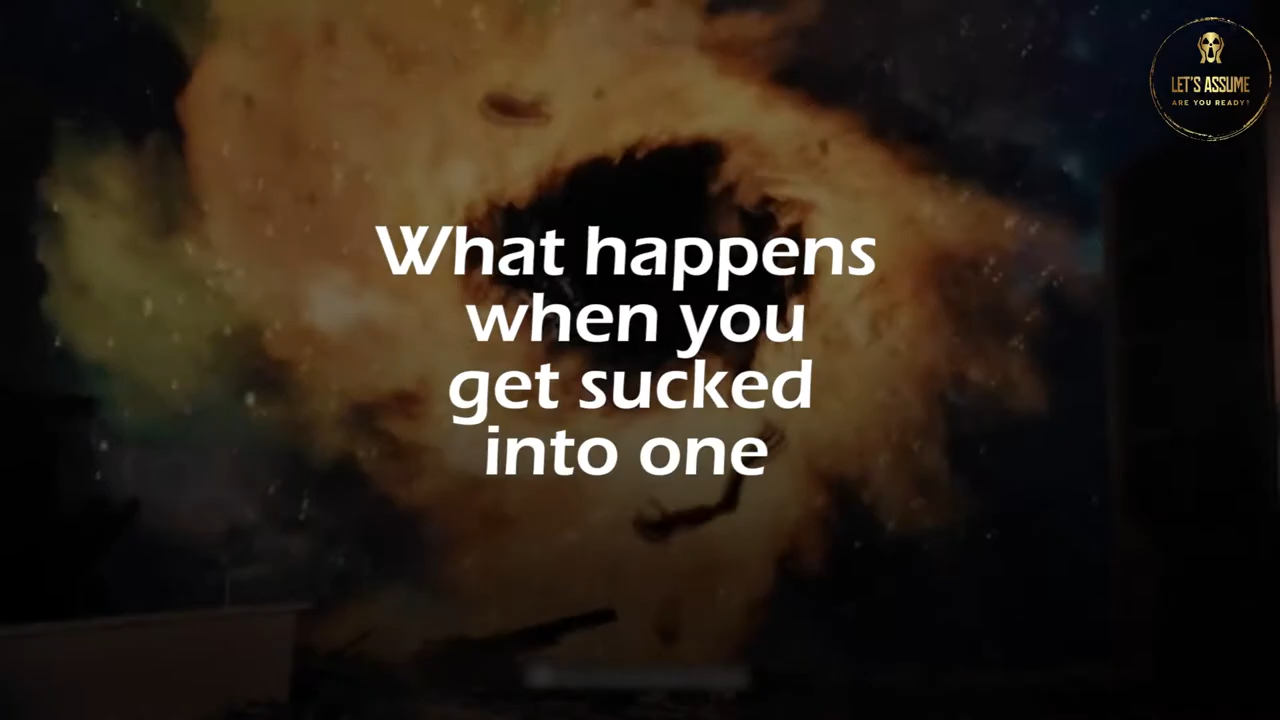 LET'S ASSUME
ARE YOU READY?
What happens
when you
get sucked
into one